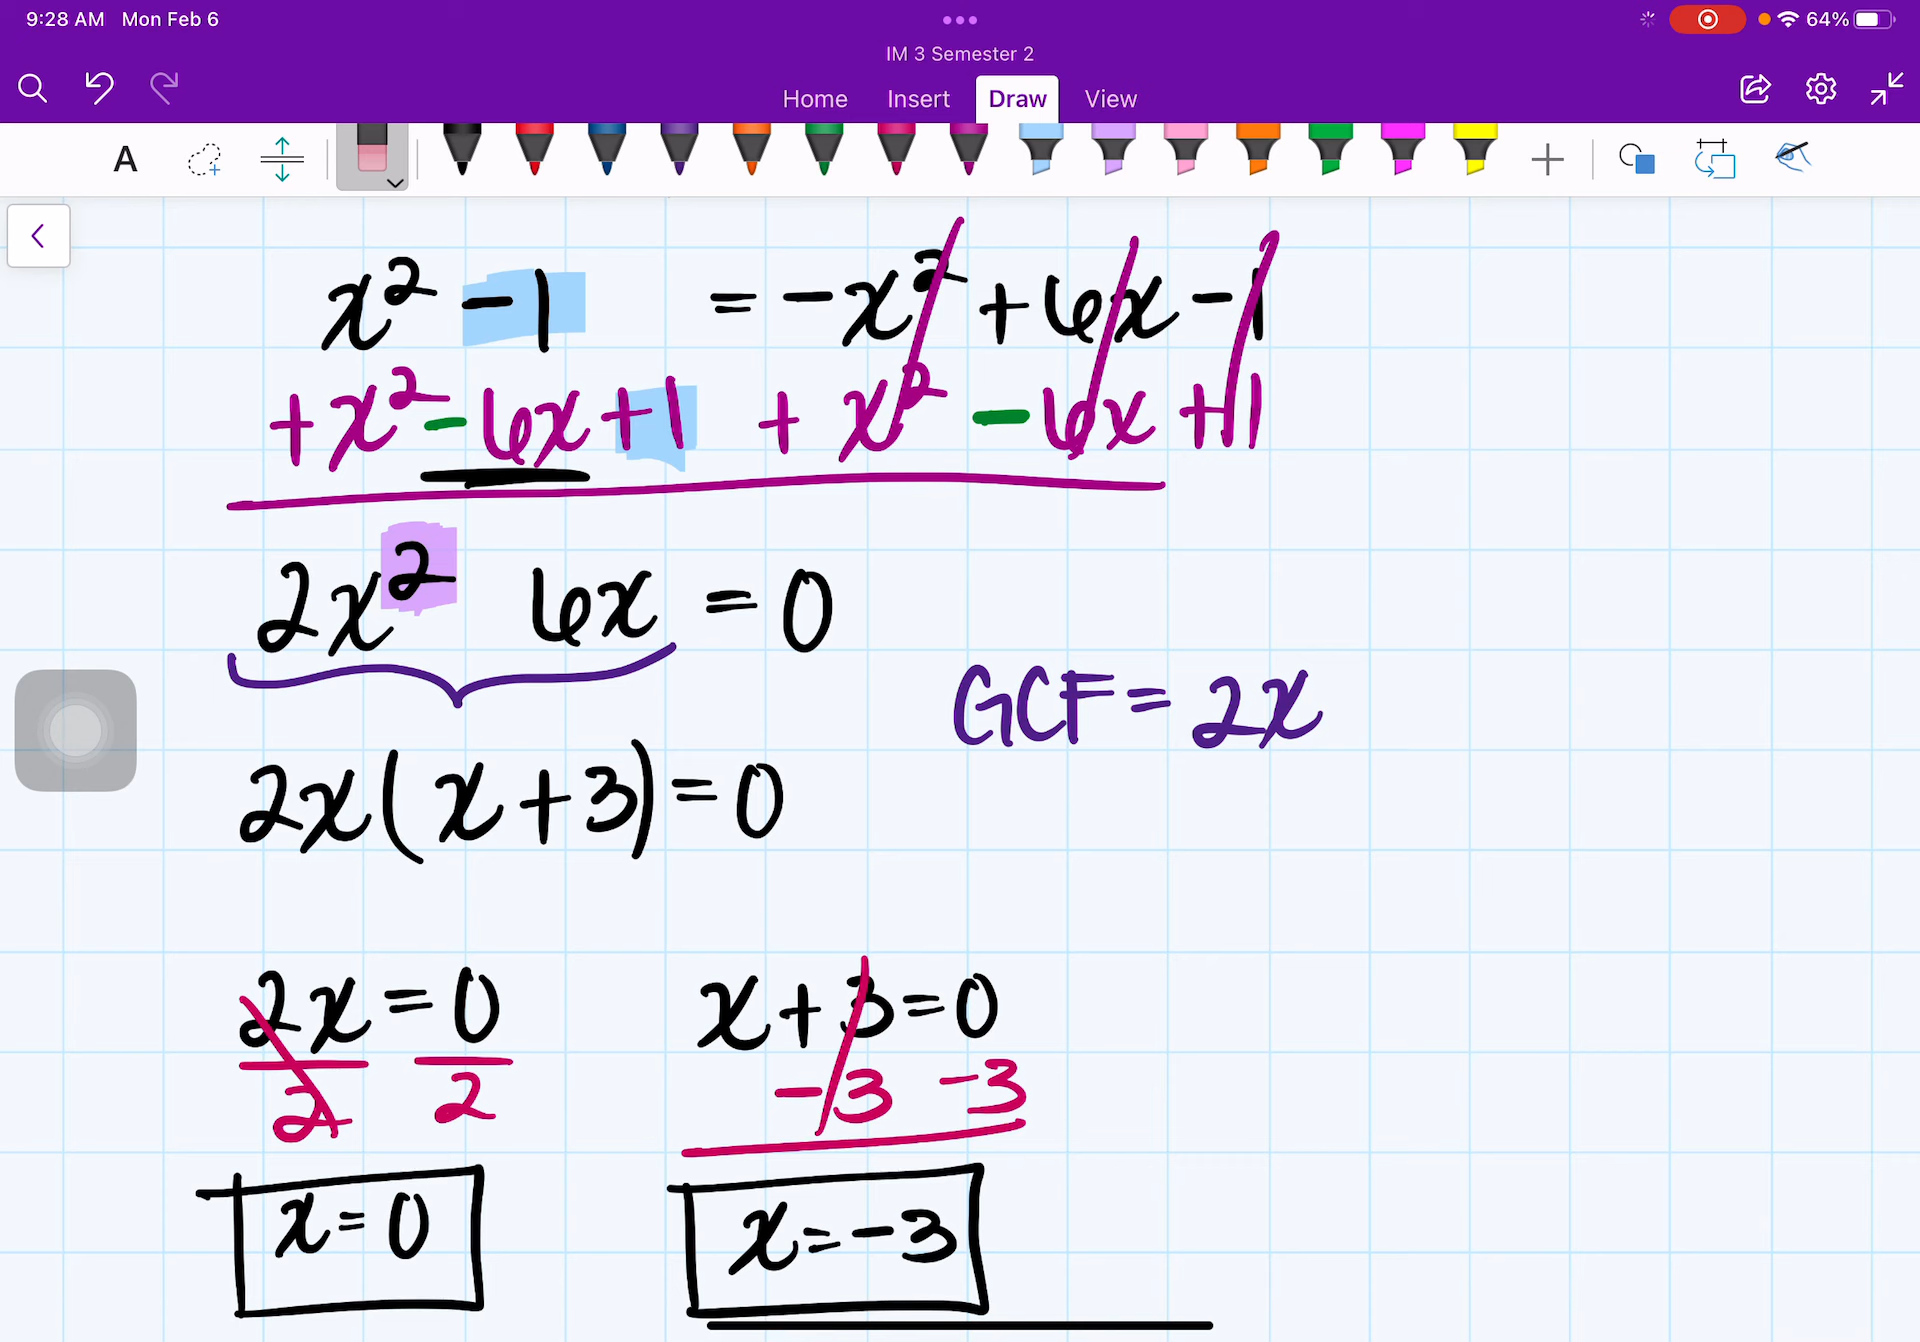 9:28 AM Mon Feb 6
64%
IM 3 Semester 2
Home Insert Draw View
A
x² -1 = -x² + 6x - 1
+x² - 6x +1 + x² - 6x +1
2x² 6x = 0
GCF = 2x
2x(x+3)=0
2x=0 x+3=0
2 2 -3 -3
x=0 x=-3